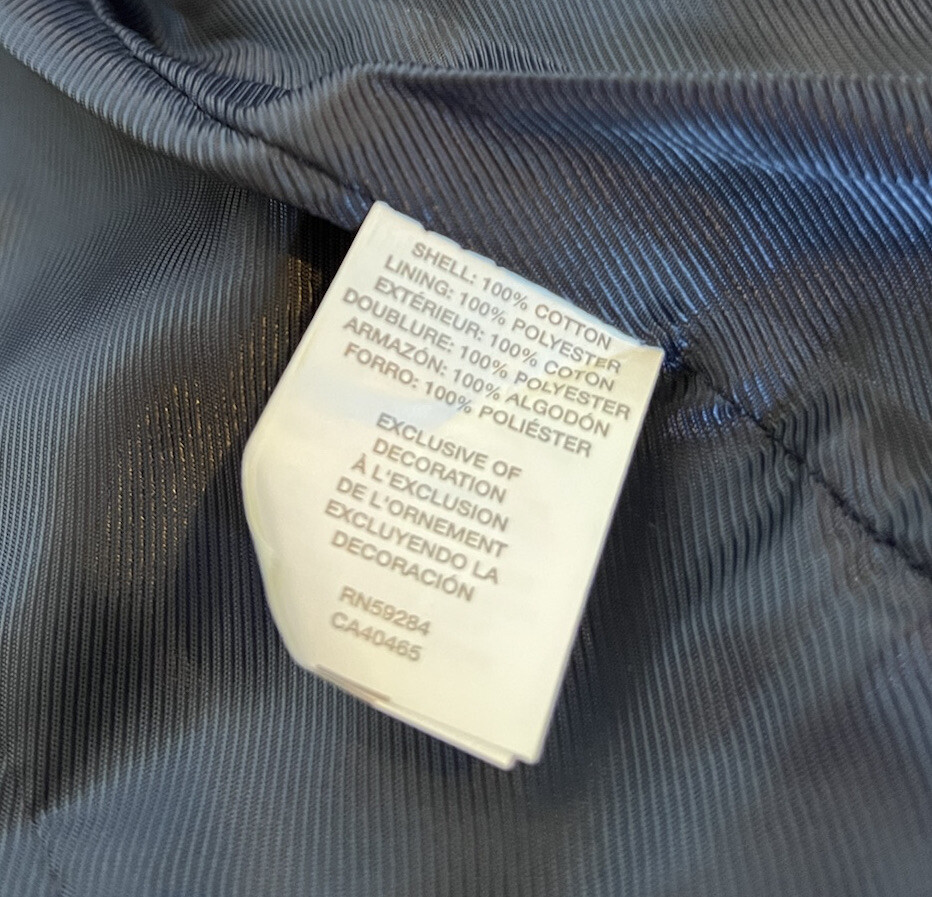 SHELL: 100% COTTON
LINING: 100% POLYESTER
EXTÉRIEUR: 100% COTON
DOUBLURE: 100% POLYESTER
ARMAZÓN: 100% ALGODÓN
FORRO: 100% POLIÉSTER
EXCLUSIVE OF
DECORATION
À L'EXCLUSION
DE L'ORNEMENT
EXCLUYENDO LA
DECORACIÓN
RN59284
CA40465